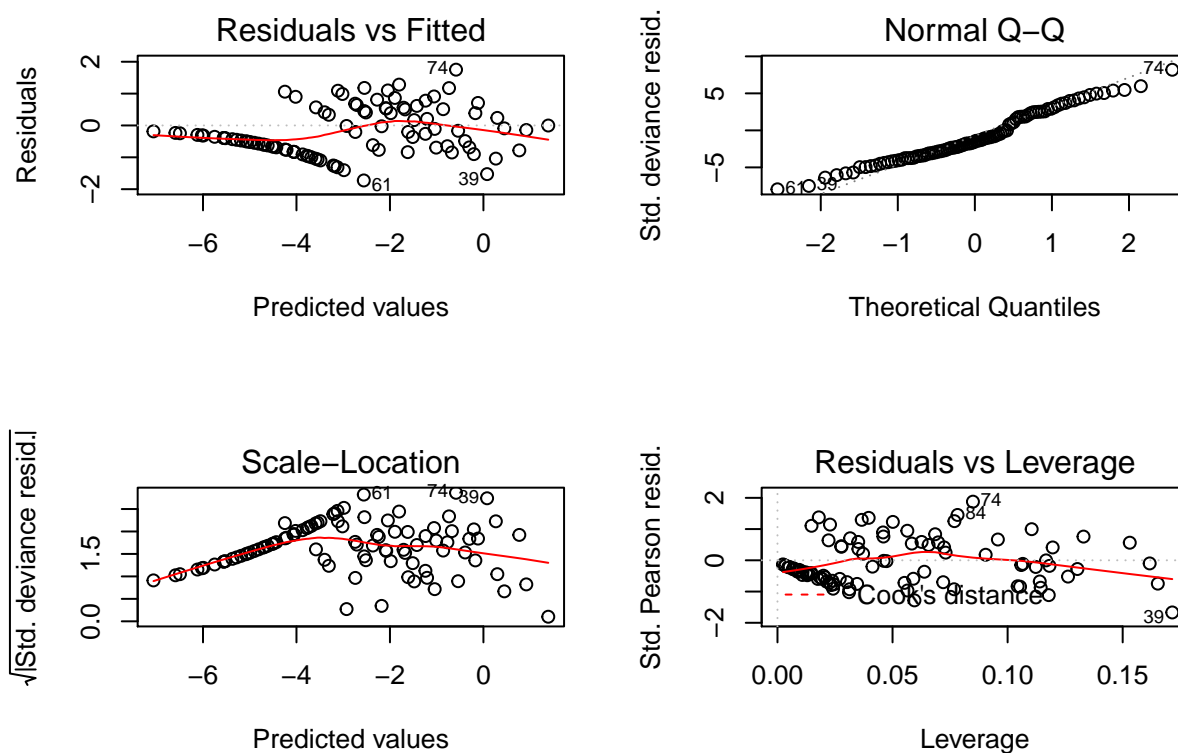 Residuals vs Fitted
Residuals
2
0
−2
74
61
39
−6 −4 −2 0
Predicted values
Normal Q−Q
Std. deviance resid.
5
−5
74
61
39
−2 −1 0 1 2
Theoretical Quantiles
Scale−Location
√|Std. deviance resid.|
1.5
0.0
61
74
39
−6 −4 −2 0
Predicted values
Residuals vs Leverage
Std. Pearson resid.
2
0
−2
74
84
Cook's distance
39
0.00 0.05 0.10 0.15
Leverage